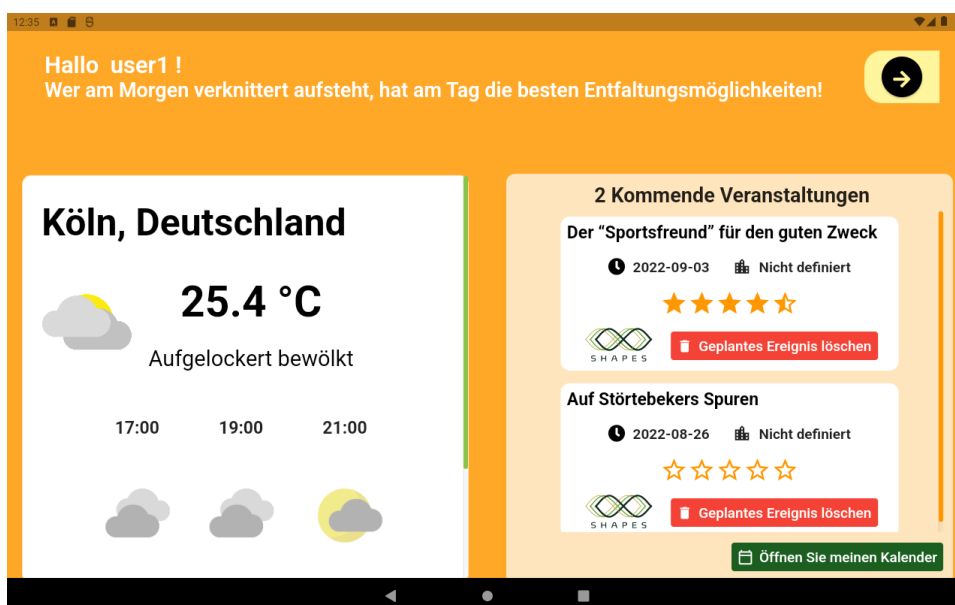 12:35
Hallo user1 !
Wer am Morgen verknittert aufsteht, hat am Tag die besten Entfaltungsmöglichkeiten!
Köln, Deutschland
25.4 °C
Aufgelockert bewölkt
17:00 19:00 21:00
2 Kommende Veranstaltungen
Der “Sportsfreund” für den guten Zweck
2022-09-03 Nicht definiert
SHAPES
Geplantes Ereignis löschen
Auf Störtebekers Spuren
2022-08-26 Nicht definiert
SHAPES
Geplantes Ereignis löschen
Öffnen Sie meinen Kalender